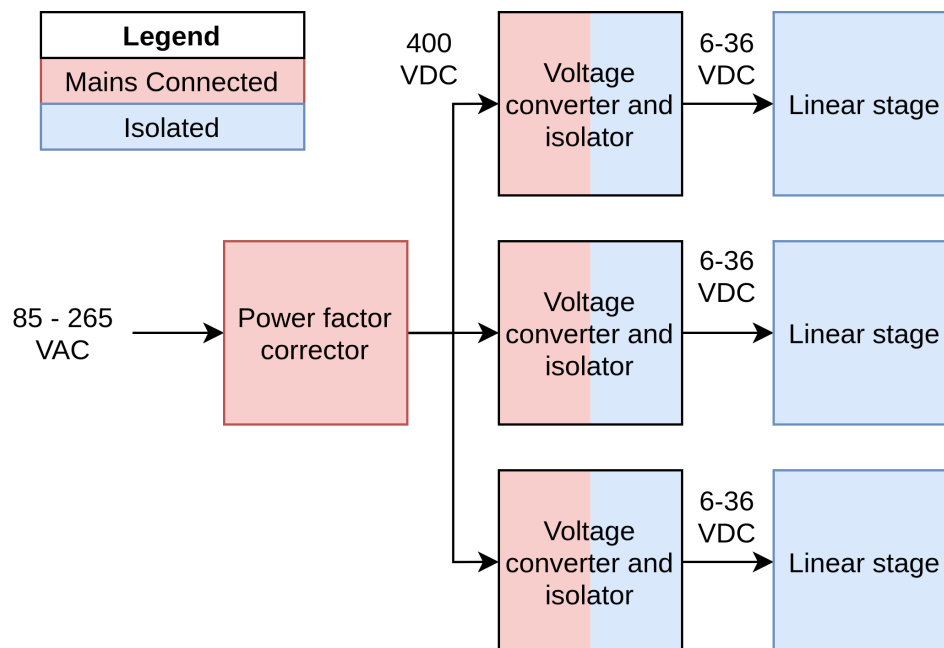 Legend
Mains Connected
Isolated
400
VDC
Voltage
converter and
isolator
6-36
VDC
Linear stage
85 - 265
VAC
Power factor
corrector
Voltage
converter and
isolator
6-36
VDC
Linear stage
Voltage
converter and
isolator
6-36
VDC
Linear stage